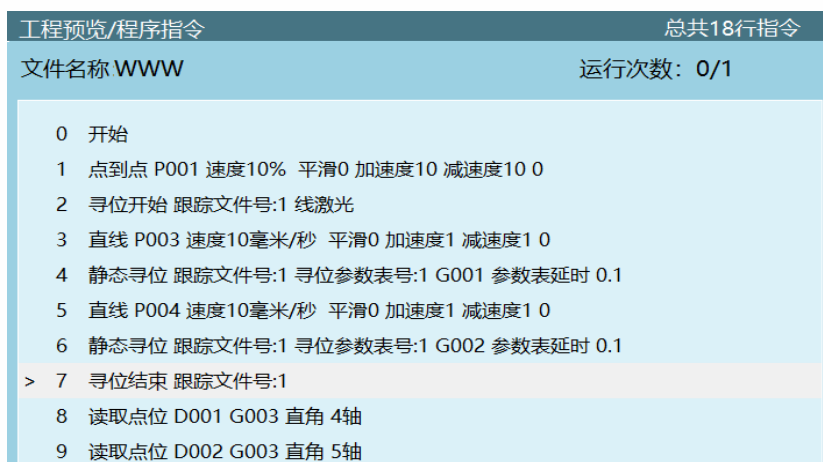 工程预览/程序指令 总共18行指令
文件名称:WWW 运行次数：0/1
0 开始
1 点到点 P001 速度10% 平滑0 加速度10 减速度10 0
2 寻位开始 跟踪文件号:1 线激光
3 直线 P003 速度10毫米/秒 平滑0 加速度1 减速度1 0
4 静态寻位 跟踪文件号:1 寻位参数表号:1 G001 参数表延时 0.1
5 直线 P004 速度10毫米/秒 平滑0 加速度1 减速度1 0
6 静态寻位 跟踪文件号:1 寻位参数表号:1 G002 参数表延时 0.1
> 7 寻位结束 跟踪文件号:1
8 读取点位 D001 G003 直角 4轴
9 读取点位 D002 G003 直角 5轴